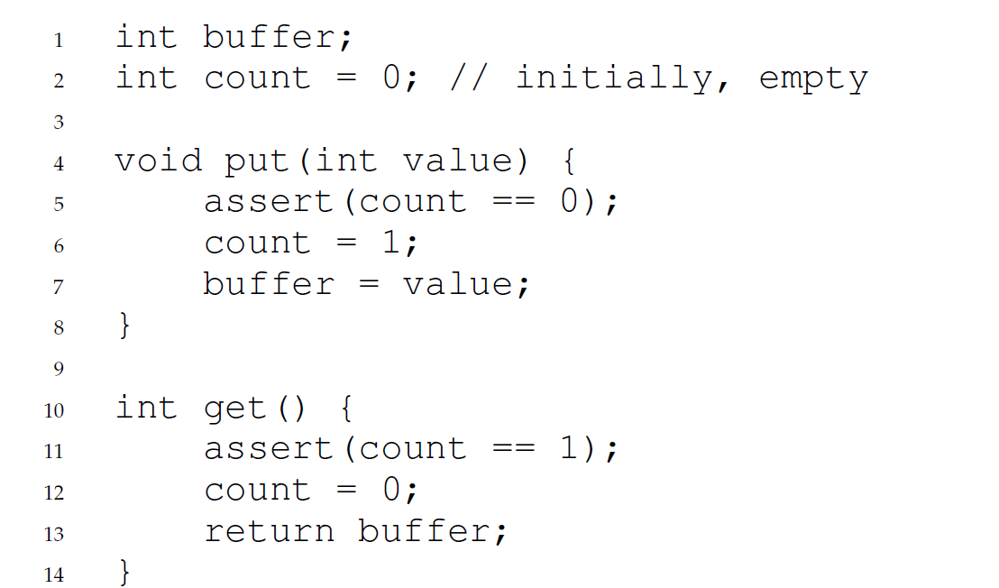 1 int buffer;
2 int count = 0; // initially, empty
3
4 void put(int value) {
5 assert(count == 0);
6 count = 1;
7 buffer = value;
8 }
9
10 int get() {
11 assert(count == 1);
12 count = 0;
13 return buffer;
14 }